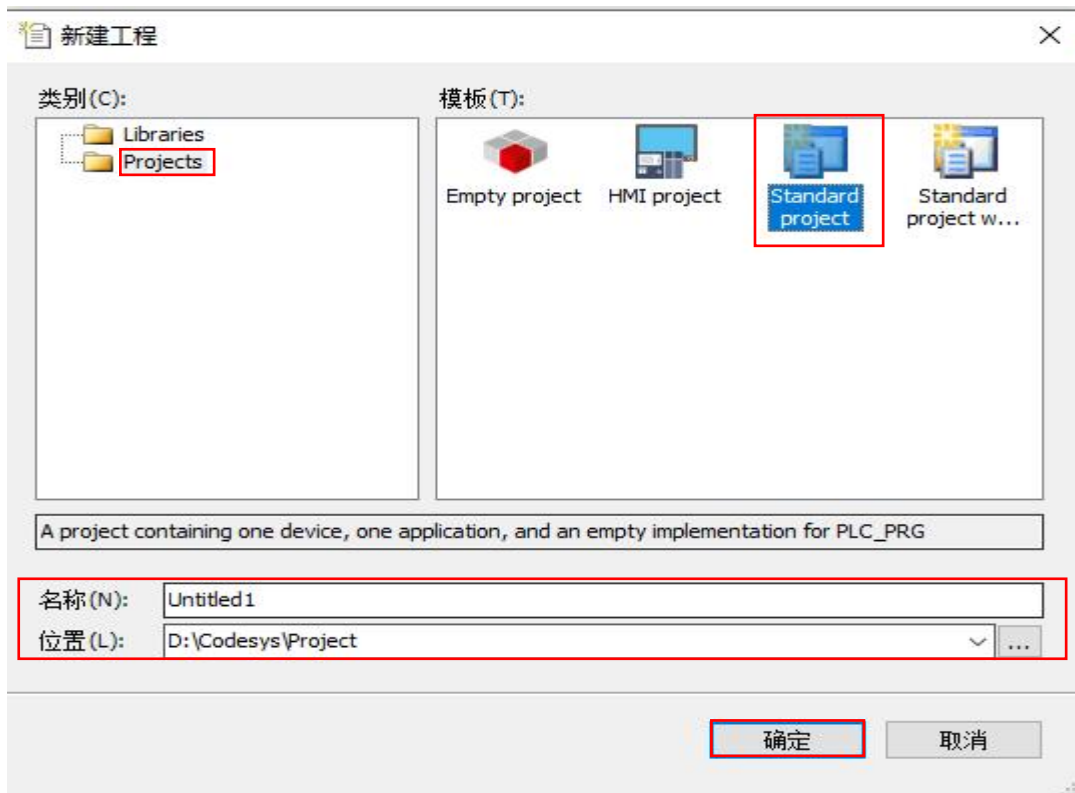 新建工程
类别(C):
Libraries
Projects
模板(T):
Empty project
HMI project
Standard
project
Standard
project w...
A project containing one device, one application, and an empty implementation for PLC_PRG
名称(N): Untitled1
位置(L): D:\Codesys\Project ...
确定 取消